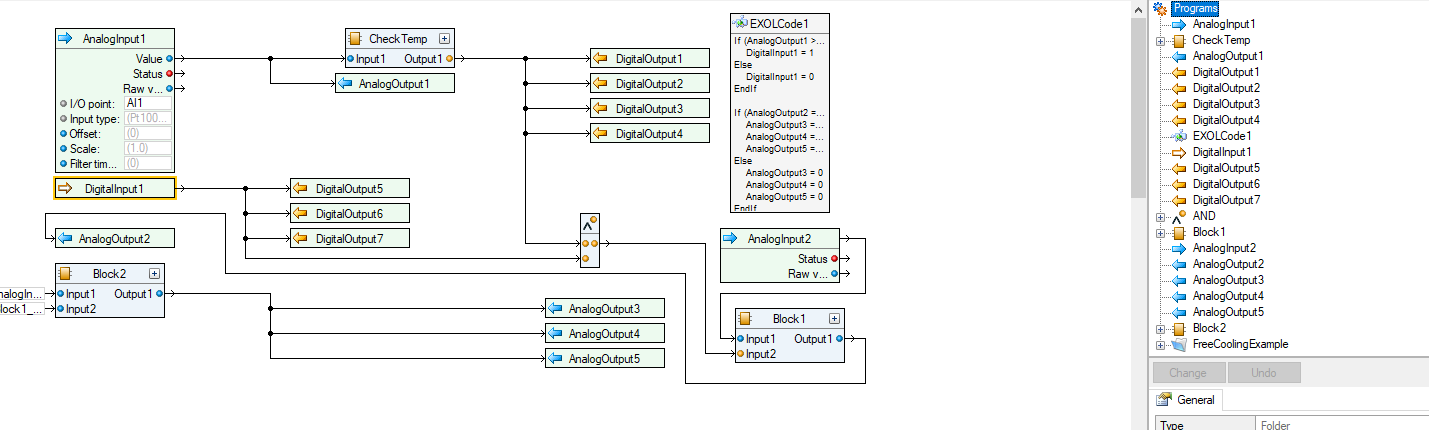 AnalogInput1
Value
Status
Raw v...
I/O point: AI1
Input type: (Pt100...
Offset: (0)
Scale: (1.0)
Filter tim... (0)
CheckTemp
Input1 Output1
AnalogOutput1
DigitalOutput1
DigitalOutput2
DigitalOutput3
DigitalOutput4
EXOLCode1
If (AnalogOutput1 >...
DigitalInput1 = 1
Else
DigitalInput1 = 0
EndIf
If (AnalogOutput2 =...
AnalogOutput3 =...
AnalogOutput4 =...
AnalogOutput5 =...
Else
AnalogOutput3 = 0
AnalogOutput4 = 0
AnalogOutput5 = 0
EndIf
DigitalInput1
DigitalOutput5
DigitalOutput6
DigitalOutput7
AnalogOutput2
AnalogInput2
Status
Raw v...
Block2
nalogIn... Input1 Output1
lock1_... Input2
AnalogOutput3
AnalogOutput4
AnalogOutput5
Block1
Input1 Output1
Input2
Programs
AnalogInput1
CheckTemp
AnalogOutput1
DigitalOutput1
DigitalOutput2
DigitalOutput3
DigitalOutput4
EXOLCode1
DigitalInput1
DigitalOutput5
DigitalOutput6
DigitalOutput7
AND
Block1
AnalogInput2
AnalogOutput2
AnalogOutput3
AnalogOutput4
AnalogOutput5
Block2
FreeCoolingExample
Change Undo
General
Type Folder